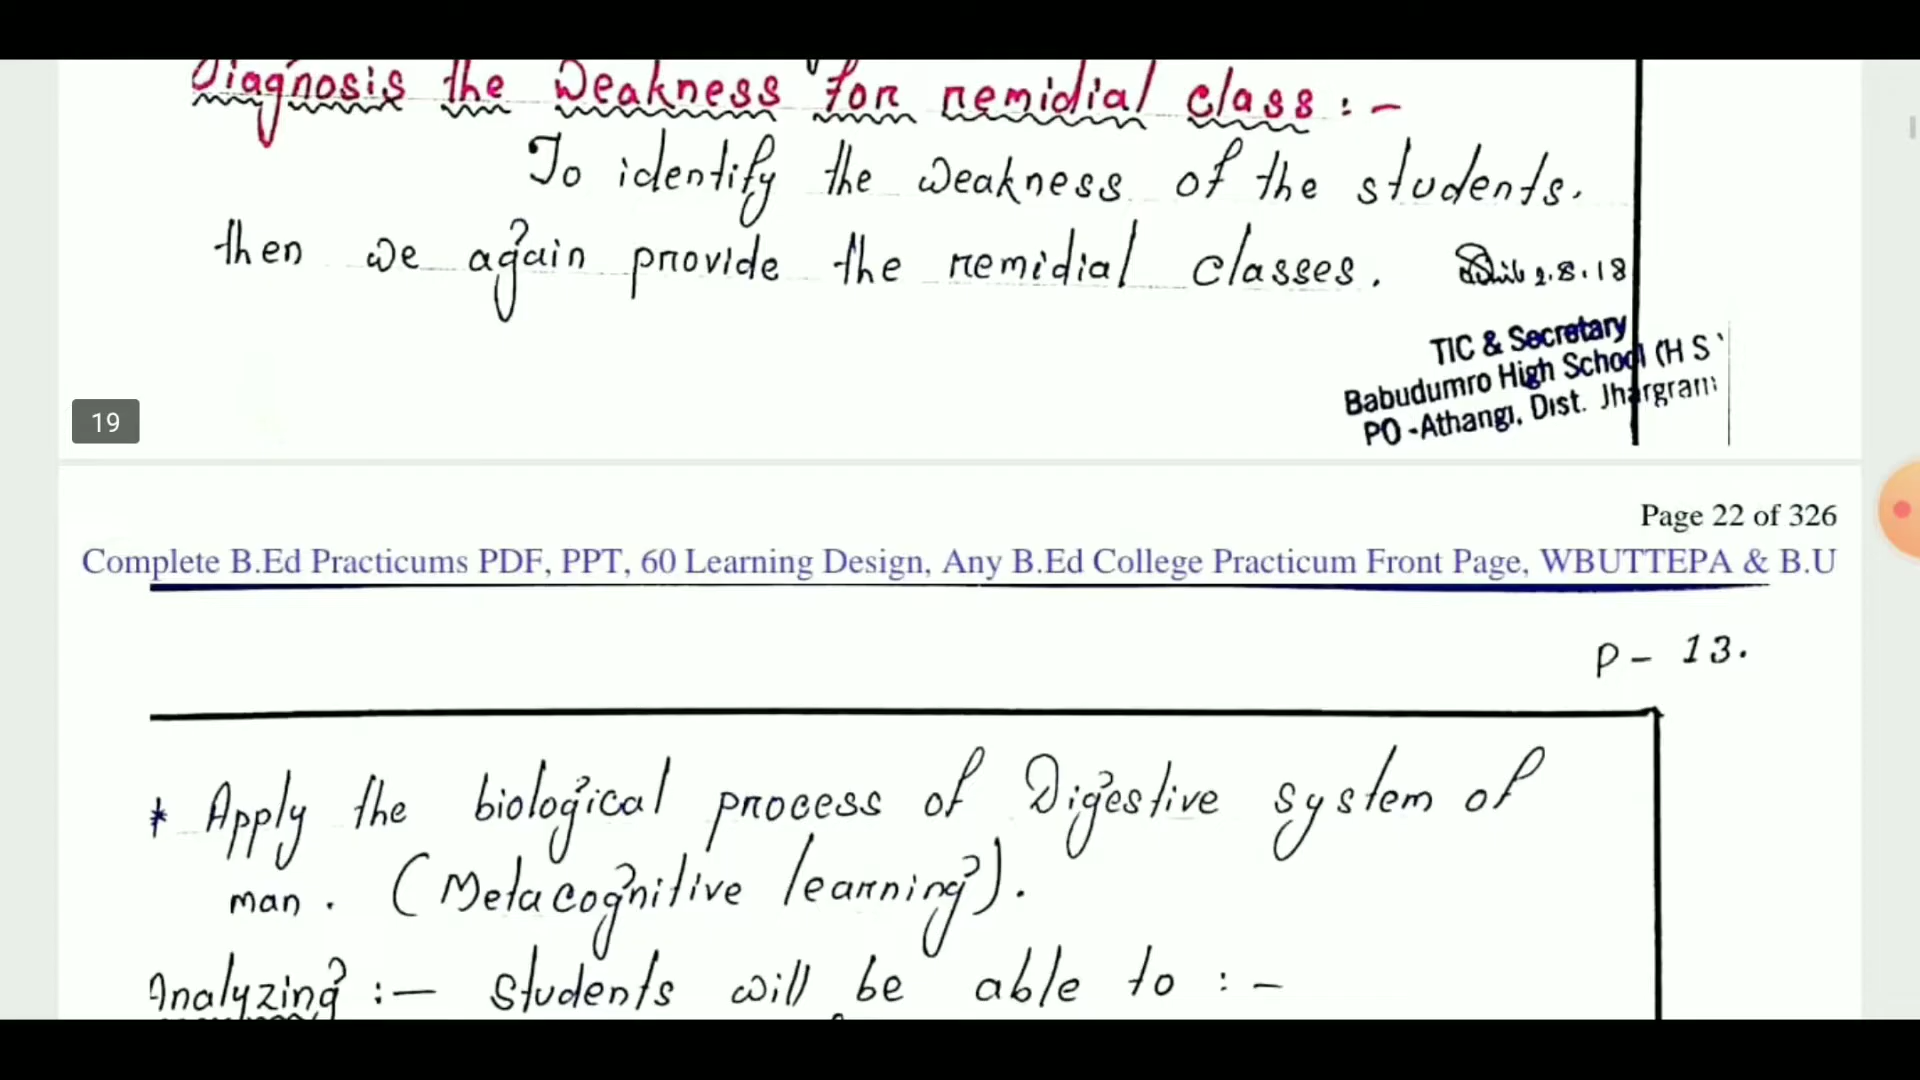 Diagnosis the weakness for remidial class : -
To identify the weakness of the students.
then we again provide the remidial classes.
2.8.18
TIC & Secretary
Babudumro High School (H S
PO -Athangi, Dist. Jhargram
19
Page 22 of 326
Complete B.Ed Practicums PDF, PPT, 60 Learning Design, Any B.Ed College Practicum Front Page, WBUTTEPA & B.U
P - 13.
* Apply the biological process of Digestive system of
man. (Metacognitive learning).
Analyzing :- students will be able to : -